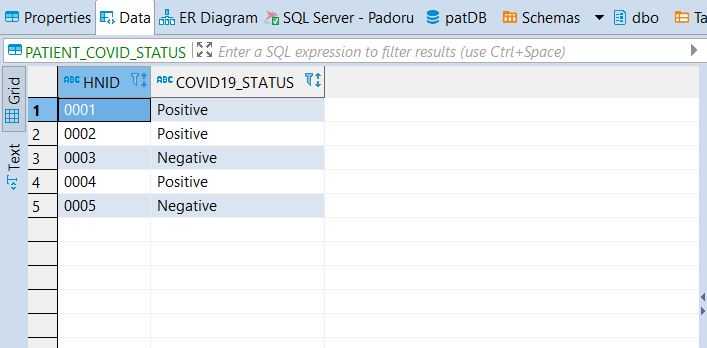 Properties Data ER Diagram SQL Server - Padoru patDB Schemas dbo Ta
PATIENT_COVID_STATUS Enter a SQL expression to filter results (use Ctrl+Space)
Grid
Text
ABC HNID ABC COVID19_STATUS
1 0001 Positive
2 0002 Positive
3 0003 Negative
4 0004 Positive
5 0005 Negative